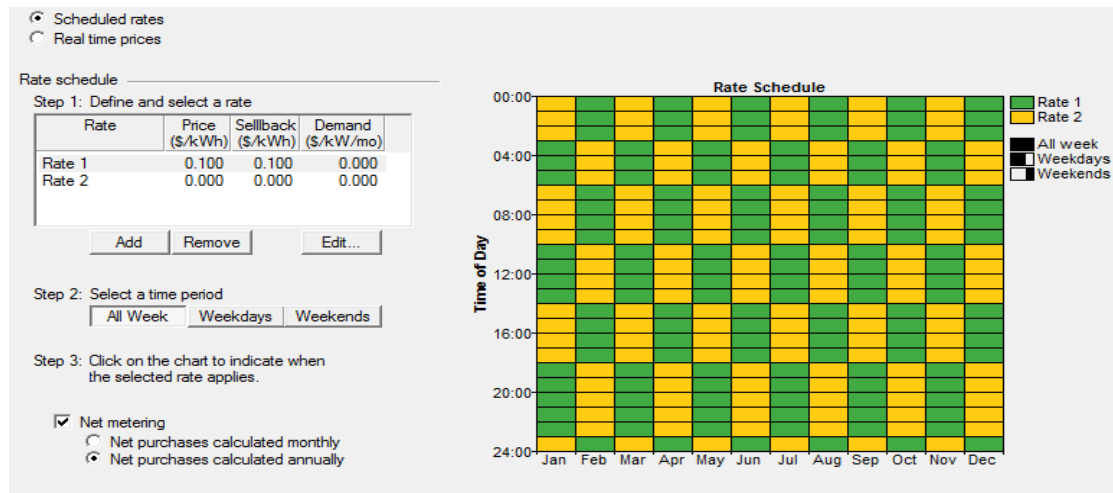 Scheduled rates
Real time prices
Rate schedule
Step 1: Define and select a rate
Rate Price Selllback Demand
($/kWh) ($/kWh) ($/kW/mo)
Rate 1 0.100 0.100 0.000
Rate 2 0.000 0.000 0.000
Add Remove Edit...
Step 2: Select a time period
All Week Weekdays Weekends
Step 3: Click on the chart to indicate when
the selected rate applies.
Net metering
Net purchases calculated monthly
Net purchases calculated annually
Rate Schedule
Time of Day
00:00
04:00
08:00
12:00
16:00
20:00
24:00
Jan Feb Mar Apr May Jun Jul Aug Sep Oct Nov Dec
Rate 1
Rate 2
All week
Weekdays
Weekends